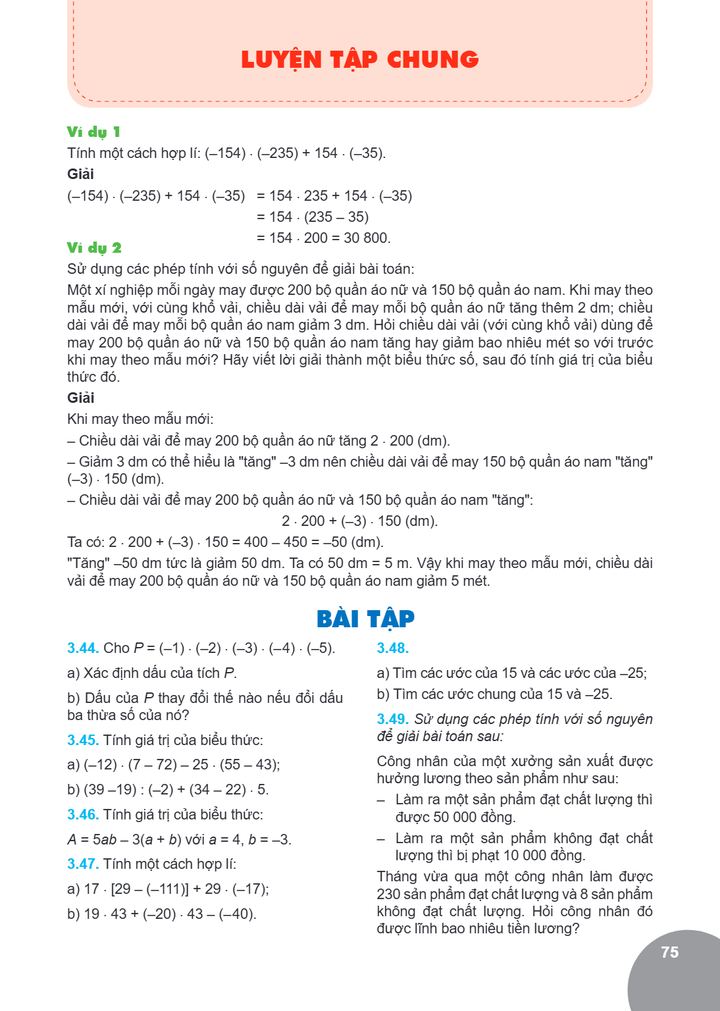 LUYỆN TẬP CHUNG
Ví dụ 1
Tính một cách hợp lí: (–154) · (–235) + 154 · (–35).
Giải
(–154) · (–235) + 154 · (–35) = 154 · 235 + 154 · (–35)
= 154 · (235 – 35)
= 154 · 200 = 30 800.
Ví dụ 2
Sử dụng các phép tính với số nguyên để giải bài toán:
Một xí nghiệp mỗi ngày may được 200 bộ quần áo nữ và 150 bộ quần áo nam. Khi may theo
mẫu mới, với cùng khổ vải, chiều dài vải để may mỗi bộ quần áo nữ tăng thêm 2 dm; chiều
dài vải để may mỗi bộ quần áo nam giảm 3 dm. Hỏi chiều dài vải (với cùng khổ vải) dùng để
may 200 bộ quần áo nữ và 150 bộ quần áo nam tăng hay giảm bao nhiêu mét so với trước
khi may theo mẫu mới? Hãy viết lời giải thành một biểu thức số, sau đó tính giá trị của biểu
thức đó.
Giải
Khi may theo mẫu mới:
– Chiều dài vải để may 200 bộ quần áo nữ tăng 2 · 200 (dm).
– Giảm 3 dm có thể hiểu là "tăng" –3 dm nên chiều dài vải để may 150 bộ quần áo nam "tăng"
(–3) · 150 (dm).
– Chiều dài vải để may 200 bộ quần áo nữ và 150 bộ quần áo nam "tăng":
2 · 200 + (–3) · 150 (dm).
Ta có: 2 · 200 + (–3) · 150 = 400 – 450 = –50 (dm).
"Tăng" –50 dm tức là giảm 50 dm. Ta có 50 dm = 5 m. Vậy khi may theo mẫu mới, chiều dài
vải để may 200 bộ quần áo nữ và 150 bộ quần áo nam giảm 5 mét.
BÀI TẬP
3.44. Cho P = (–1) · (–2) · (–3) · (–4) · (–5).
a) Xác định dấu của tích P.
b) Dấu của P thay đổi thế nào nếu đổi dấu
ba thừa số của nó?
3.45. Tính giá trị của biểu thức:
a) (–12) · (7 – 72) – 25 · (55 – 43);
b) (39 –19) : (–2) + (34 – 22) · 5.
3.46. Tính giá trị của biểu thức:
A = 5ab – 3(a + b) với a = 4, b = –3.
3.47. Tính một cách hợp lí:
a) 17 · [29 – (–111)] + 29 · (–17);
b) 19 · 43 + (–20) · 43 – (–40).
3.48.
a) Tìm các ước của 15 và các ước của –25;
b) Tìm các ước chung của 15 và –25.
3.49. Sử dụng các phép tính với số nguyên
để giải bài toán sau:
Công nhân của một xưởng sản xuất được
hưởng lương theo sản phẩm như sau:
– Làm ra một sản phẩm đạt chất lượng thì
được 50 000 đồng.
– Làm ra một sản phẩm không đạt chất
lượng thì bị phạt 10 000 đồng.
Tháng vừa qua một công nhân làm được
230 sản phẩm đạt chất lượng và 8 sản phẩm
không đạt chất lượng. Hỏi công nhân đó
được lĩnh bao nhiêu tiền lương?
75